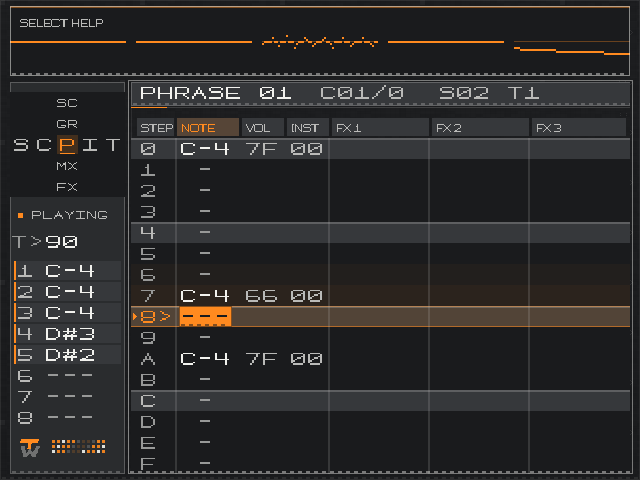 SELECT HELP
PHRASE 01 C01/0 S02 T1
SC
GR
SCPIT
MX
FX
PLAYING
T>90
1 C-4
2 C-4
3 C-4
4 D#3
5 D#2
6 ---
7 ---
8 ---
TW
STEP NOTE VOL INST FX1 FX2 FX3
0 C-4 7F 00
1 -
2 -
3 -
4 -
5 -
6 -
7 C-4 66 00
8> ---
9 -
A C-4 7F 00
B -
C -
D -
E -
F -